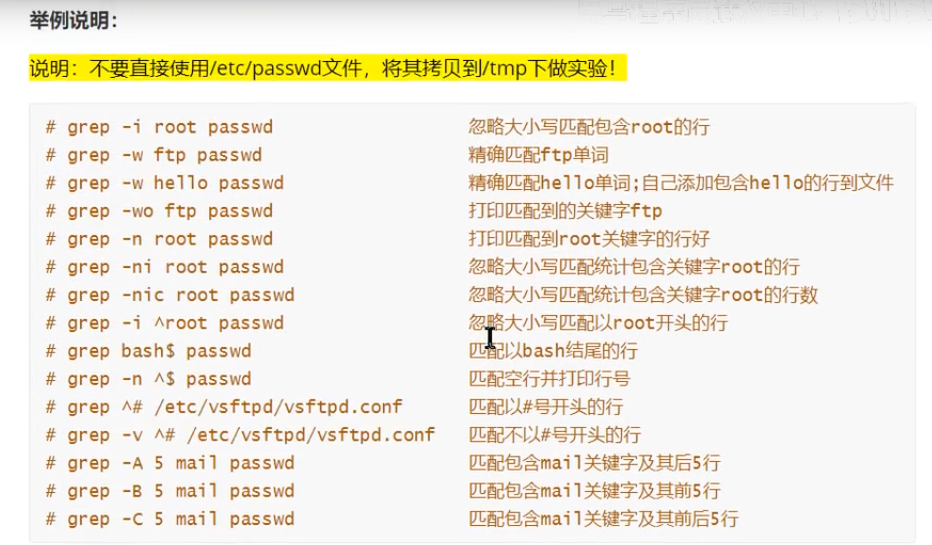 举例说明：
说明：不要直接使用/etc/passwd文件，将其拷贝到/tmp下做实验！
# grep -i root passwd 忽略大小写匹配包含root的行
# grep -w ftp passwd 精确匹配ftp单词
# grep -w hello passwd 精确匹配hello单词;自己添加包含hello的行到文件
# grep -wo ftp passwd 打印匹配到的关键字ftp
# grep -n root passwd 打印匹配到root关键字的行好
# grep -ni root passwd 忽略大小写匹配统计包含关键字root的行
# grep -nic root passwd 忽略大小写匹配统计包含关键字root的行数
# grep -i ^root passwd 忽略大小写匹配以root开头的行
# grep bash$ passwd 匹配以bash结尾的行
# grep -n ^$ passwd 匹配空行并打印行号
# grep ^# /etc/vsftpd/vsftpd.conf 匹配以#号开头的行
# grep -v ^# /etc/vsftpd/vsftpd.conf 匹配不以#号开头的行
# grep -A 5 mail passwd 匹配包含mail关键字及其后5行
# grep -B 5 mail passwd 匹配包含mail关键字及其前5行
# grep -C 5 mail passwd 匹配包含mail关键字及其前后5行